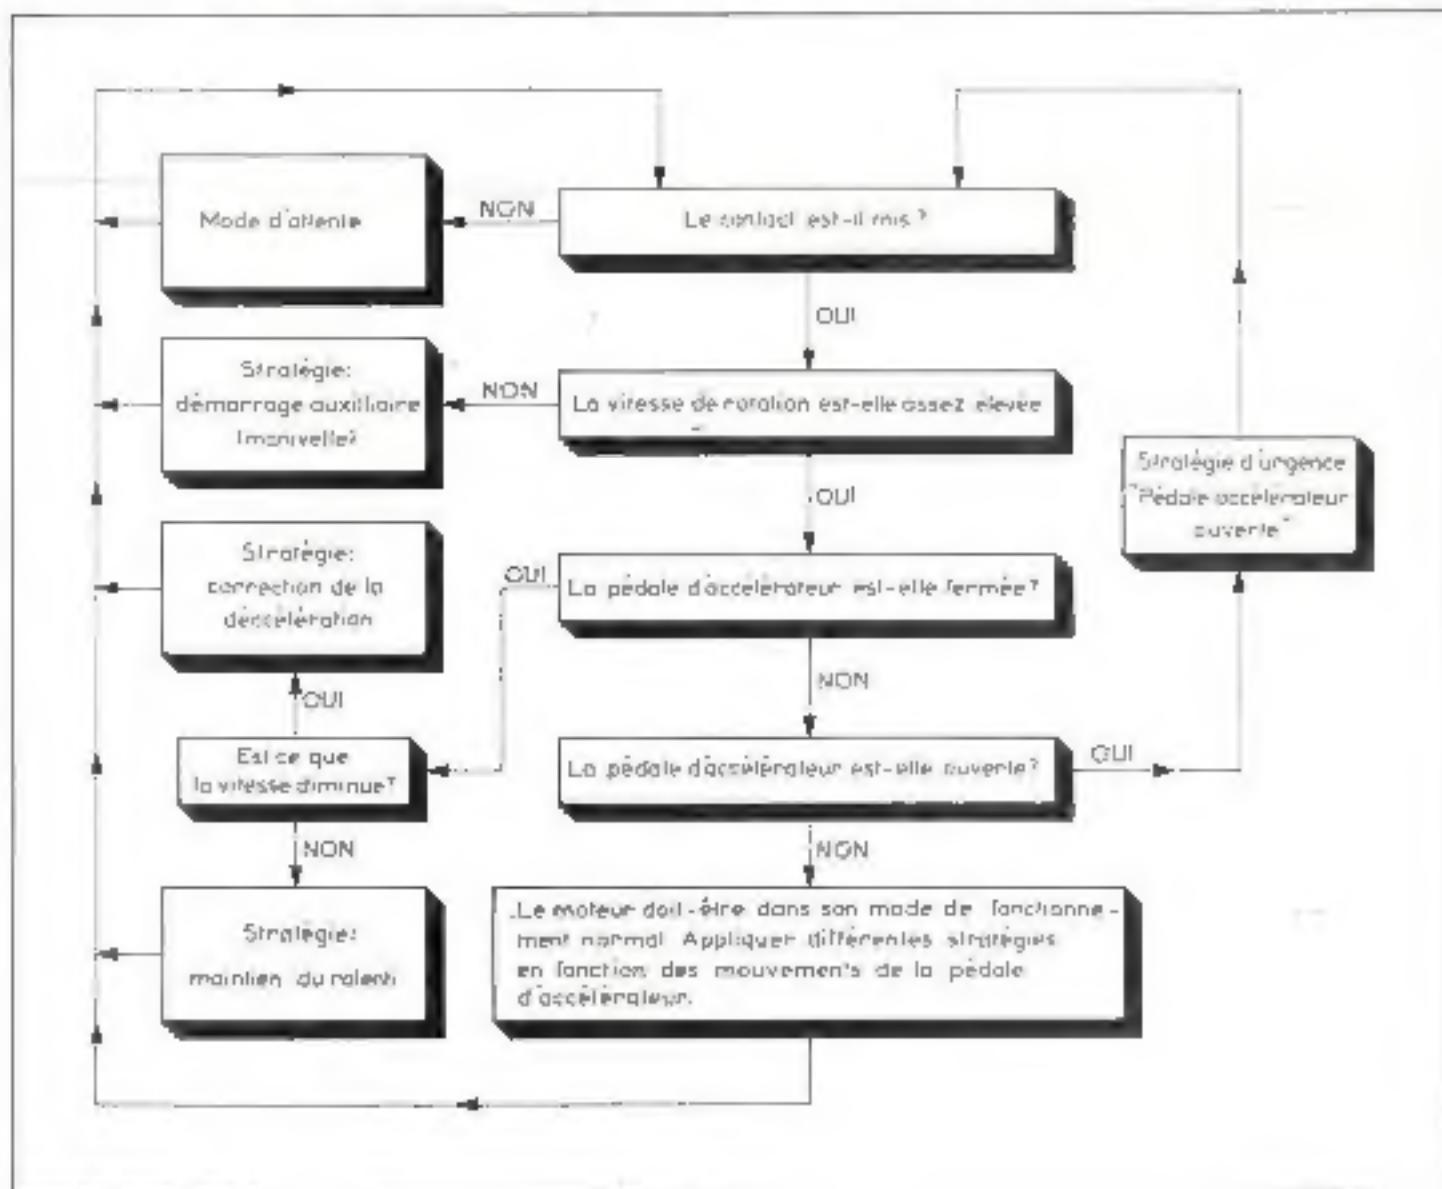 Mode d'attente
NON
Le contact est-il mis ?
OUI
Stratégie:
démarrage auxilliaire
(manivelle?
NON
La vitesse de rotation est-elle assez élevée
OUI
Stratégie d'urgence
"Pédale accélérateur
ouverte"
Stratégie:
correction de la
déccélération
OUI
La pédale d'accélérateur est-elle fermée?
NON
OUI
Est ce que
la vitesse diminue?
La pédale d'accélérateur est-elle ouverte?
OUI
NON
NON
Stratégie:
maintien du ralenti
Le moteur doit-être dans son mode de fonctionne-
ment normal. Appliquer différentes stratégies
en fonction des mouvements de la pédale
d'accélérateur.